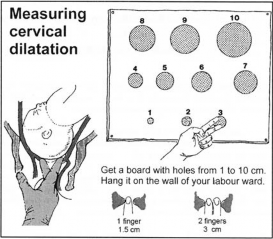 Measuring
cervical
dilatation
8 9 10
4 5 6 7
1 2 3
Get a board with holes from 1 to 10 cm.
Hang it on the wall of your labour ward.
1 finger
1.5 cm
2 fingers
3 cm